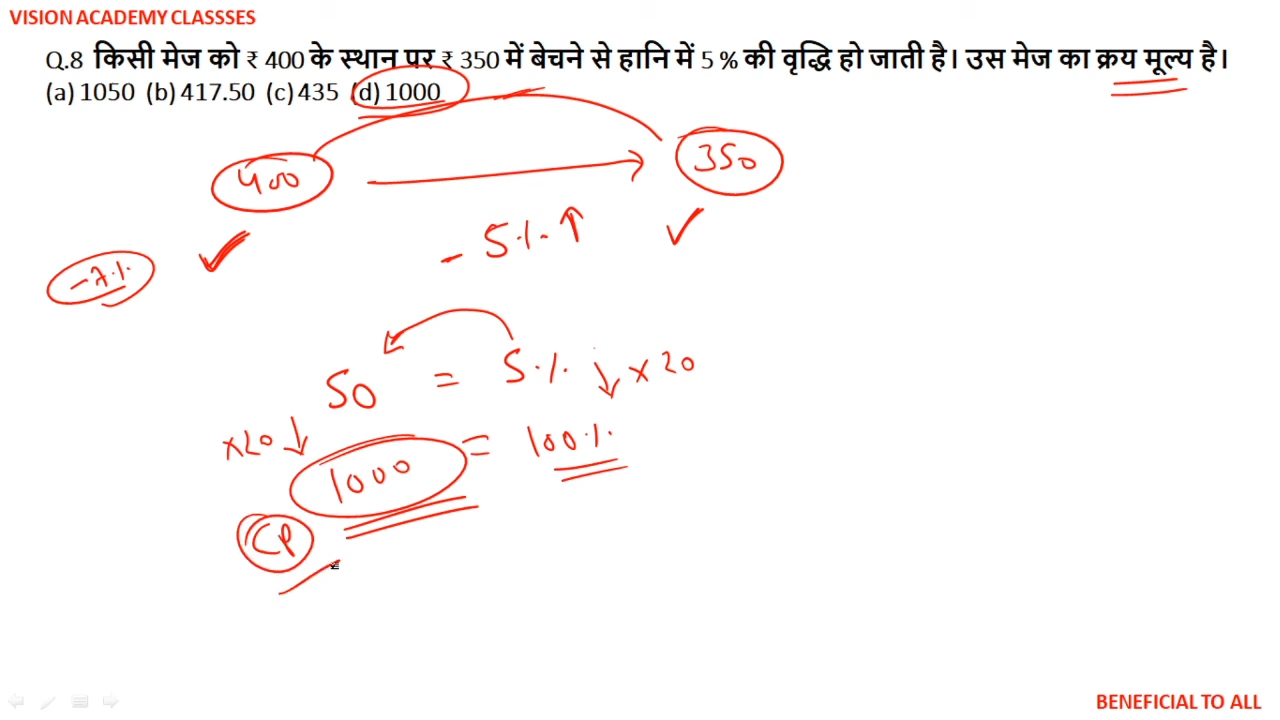 VISION ACADEMY CLASSSES
Q.8 किसी मेज को ₹ 400 के स्थान पर ₹ 350 में बेचने से हानि में 5 % की वृद्धि हो जाती है। उस मेज का क्रय मूल्य है।
(a) 1050 (b) 417.50 (c) 435 (d) 1000
400
350
- 5% ↑
-7%
50 = 5% ↓ ×20
×20 ↓
1000 = 100%
CP
BENEFICIAL TO ALL